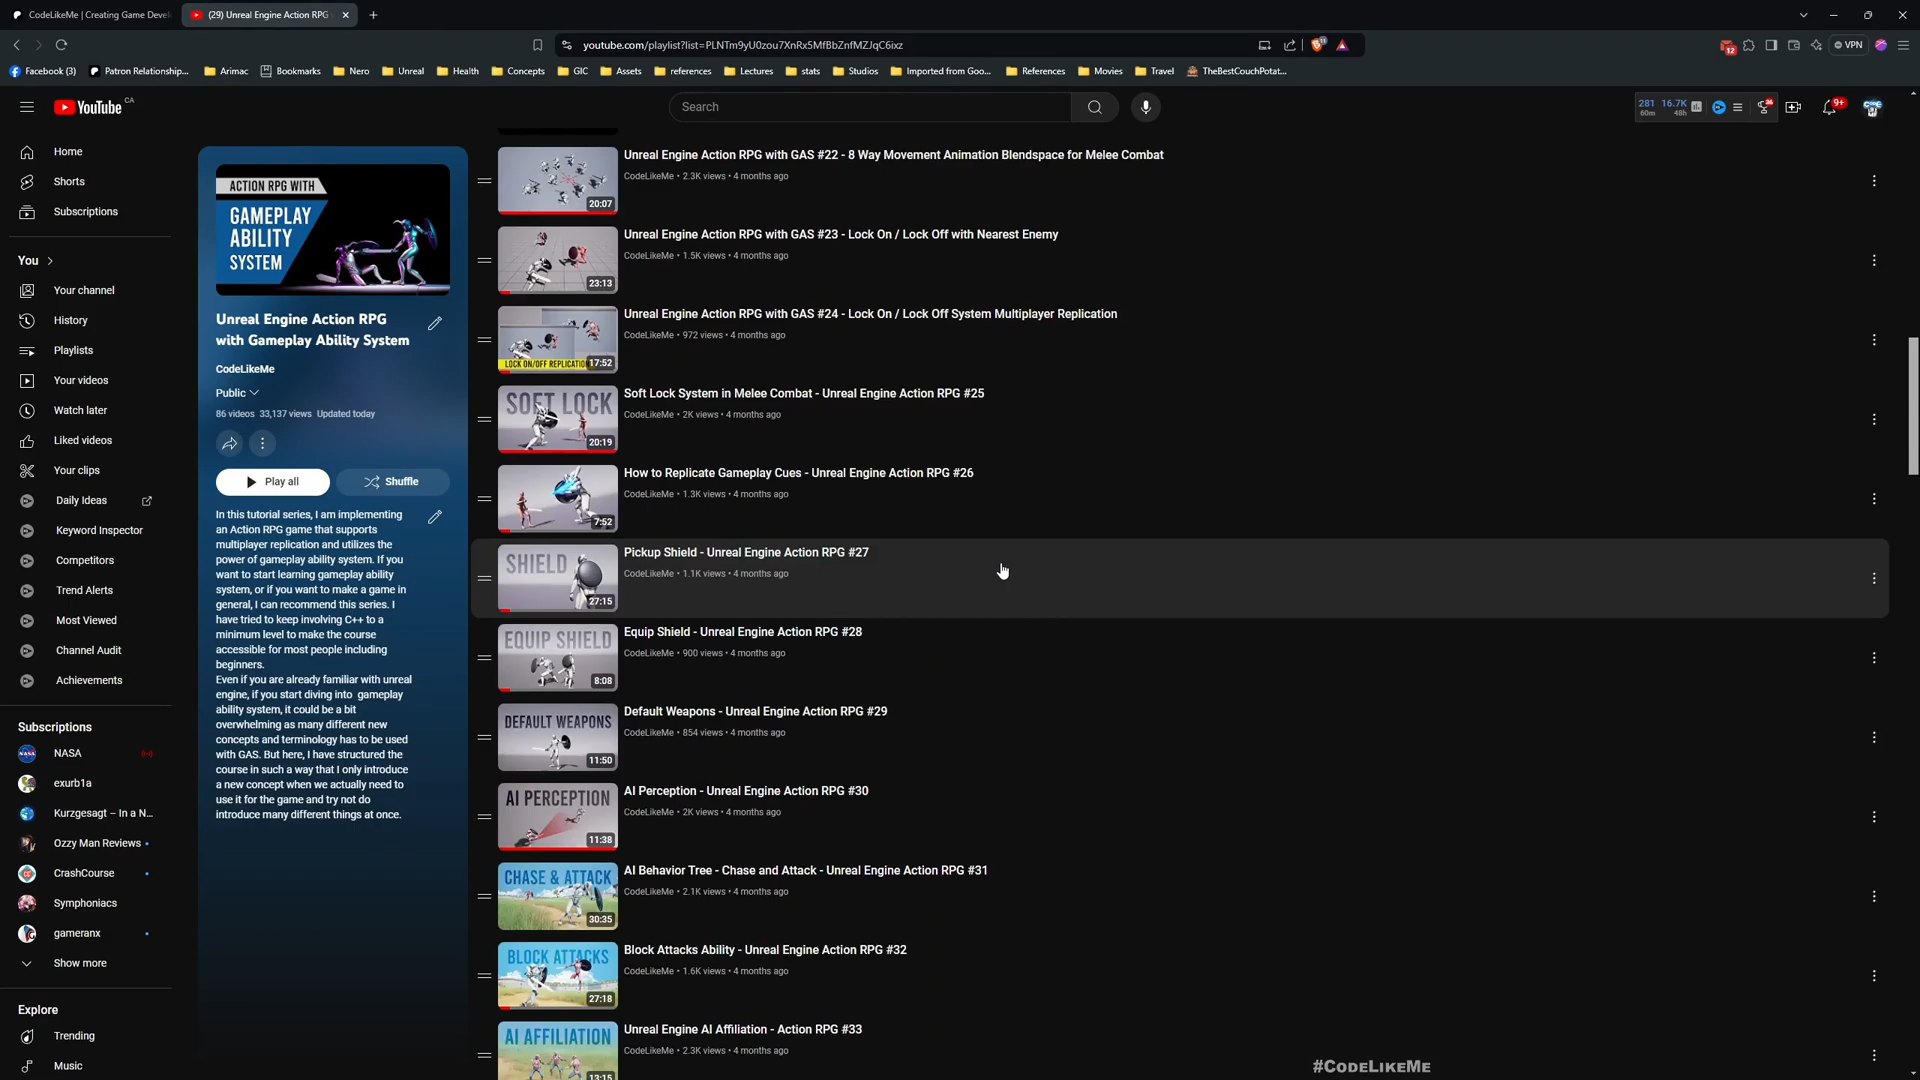 CodeLikeMe | Creating Game Devel
(29) Unreal Engine Action RPG
youtube.com/playlist?list=PLNTm9yU0zou7XnRx5MfBbZnfMZJqC6ixz
12
VPN
Facebook (3)
Patron Relationship...
Arimac
Bookmarks
Nero
Unreal
Health
Concepts
GIC
Assets
references
Lectures
stats
Studios
Imported from Goo...
References
Movies
Travel
TheBestCouchPotat...
YouTube CA
Search
281 16.7K
60m 48h
9+
Home
Shorts
Subscriptions
You
Your channel
History
Playlists
Your videos
Watch later
Liked videos
Your clips
Daily Ideas
Keyword Inspector
Competitors
Trend Alerts
Most Viewed
Channel Audit
Achievements
Subscriptions
NASA
exurb1a
Kurzgesagt – In a N...
Ozzy Man Reviews
CrashCourse
Symphoniacs
gameranx
Show more
Explore
Trending
Music
ACTION RPG WITH
GAMEPLAY
ABILITY
SYSTEM
Unreal Engine Action RPG
with Gameplay Ability System
CodeLikeMe
Public
86 videos 33,137 views Updated today
Play all
Shuffle
In this tutorial series, I am implementing
an Action RPG game that supports
multiplayer replication and utilizes the
power of gameplay ability system. If you
want to start learning gameplay ability
system, or if you want to make a game in
general, I can recommend this series. I
have tried to keep involving C++ to a
minimum level to make the course
accessible for most people including
beginners.
Even if you are already familiar with unreal
engine, if you start diving into gameplay
ability system, it could be a bit
overwhelming as many different new
concepts and terminology has to be used
with GAS. But here, I have structured the
course in such a way that I only introduce
a new concept when we actually need to
use it for the game and try not do
introduce many different things at once.
20:07
Unreal Engine Action RPG with GAS #22 - 8 Way Movement Animation Blendspace for Melee Combat
CodeLikeMe • 2.3K views • 4 months ago
23:13
Unreal Engine Action RPG with GAS #23 - Lock On / Lock Off with Nearest Enemy
CodeLikeMe • 1.5K views • 4 months ago
LOCK ON/OFF REPLICATION
17:52
Unreal Engine Action RPG with GAS #24 - Lock On / Lock Off System Multiplayer Replication
CodeLikeMe • 972 views • 4 months ago
SOFT LOCK
20:19
Soft Lock System in Melee Combat - Unreal Engine Action RPG #25
CodeLikeMe • 2K views • 4 months ago
7:52
How to Replicate Gameplay Cues - Unreal Engine Action RPG #26
CodeLikeMe • 1.3K views • 4 months ago
SHIELD
27:15
Pickup Shield - Unreal Engine Action RPG #27
CodeLikeMe • 1.1K views • 4 months ago
EQUIP SHIELD
8:08
Equip Shield - Unreal Engine Action RPG #28
CodeLikeMe • 900 views • 4 months ago
DEFAULT WEAPONS
11:50
Default Weapons - Unreal Engine Action RPG #29
CodeLikeMe • 854 views • 4 months ago
AI PERCEPTION
11:38
AI Perception - Unreal Engine Action RPG #30
CodeLikeMe • 2K views • 4 months ago
CHASE & ATTACK
30:35
AI Behavior Tree - Chase and Attack - Unreal Engine Action RPG #31
CodeLikeMe • 2.1K views • 4 months ago
BLOCK ATTACKS
27:18
Block Attacks Ability - Unreal Engine Action RPG #32
CodeLikeMe • 1.6K views • 4 months ago
AI AFFILIATION
13:15
Unreal Engine AI Affiliation - Action RPG #33
CodeLikeMe • 2.3K views • 4 months ago
#CODELIKEME